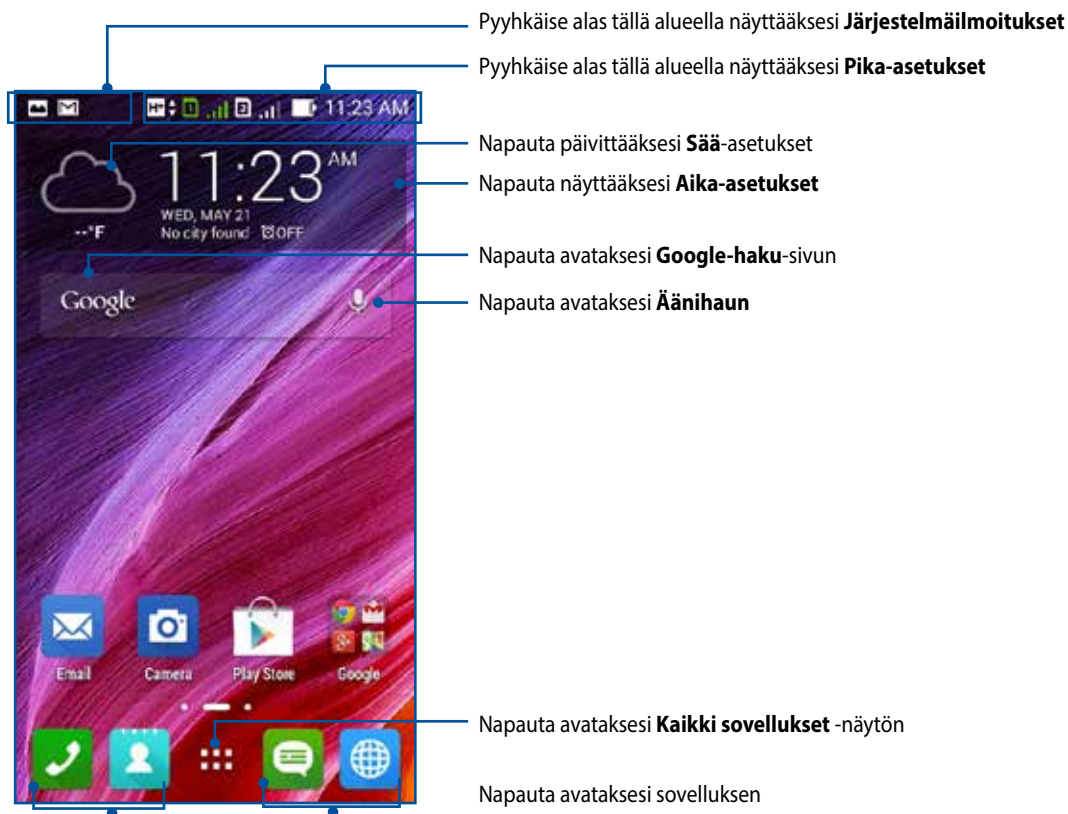 Pyyhkäise alas tällä alueella näyttääksesi Järjestelmäilmoitukset
Pyyhkäise alas tällä alueella näyttääksesi Pika-asetukset
H+ 1 2 11:23 AM
Napauta päivittääksesi Sää-asetukset
11:23 AM
Napauta näyttääksesi Aika-asetukset
WED, MAY 21
--°F No city found OFF
Napauta avataksesi Google-haku-sivun
Google
Napauta avataksesi Äänihaun
Email Camera Play Store Google
Napauta avataksesi Kaikki sovellukset -näytön
Napauta avataksesi sovelluksen